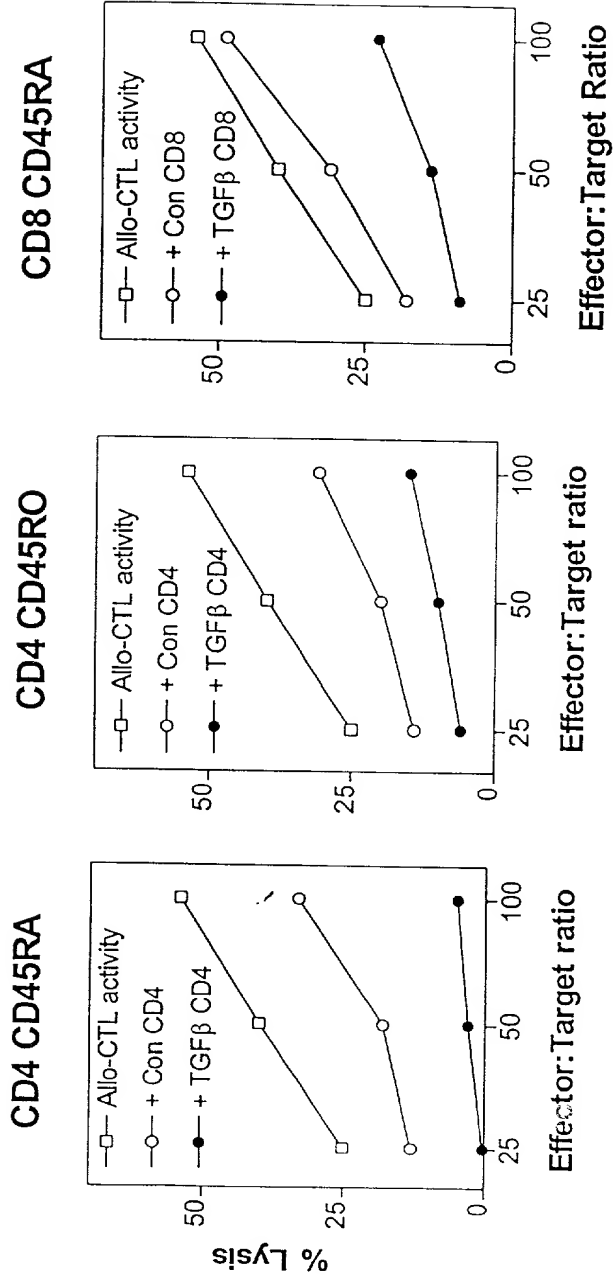 CD4 CD45RA
% Lysis
50
25
0
Allo-CTL activity
+ Con CD4
+ TGFβ CD4
25
50
100
Effector:Target ratio
CD4 CD45RO
50
25
0
Allo-CTL activity
+ Con CD4
+ TGFβ CD4
25
50
100
Effector:Target ratio
CD8 CD45RA
50
25
0
Allo-CTL activity
+ Con CD8
+ TGFβ CD8
25
50
100
Effector:Target Ratio